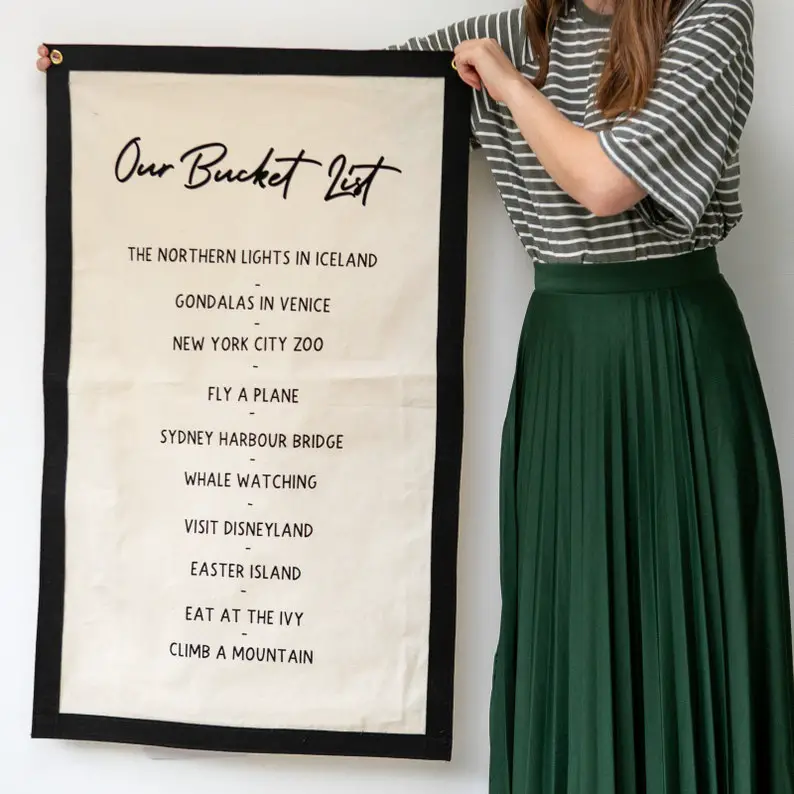 Our Bucket List
THE NORTHERN LIGHTS IN ICELAND
-
GONDALAS IN VENICE
-
NEW YORK CITY ZOO
-
FLY A PLANE
-
SYDNEY HARBOUR BRIDGE
-
WHALE WATCHING
-
VISIT DISNEYLAND
-
EASTER ISLAND
-
EAT AT THE IVY
-
CLIMB A MOUNTAIN